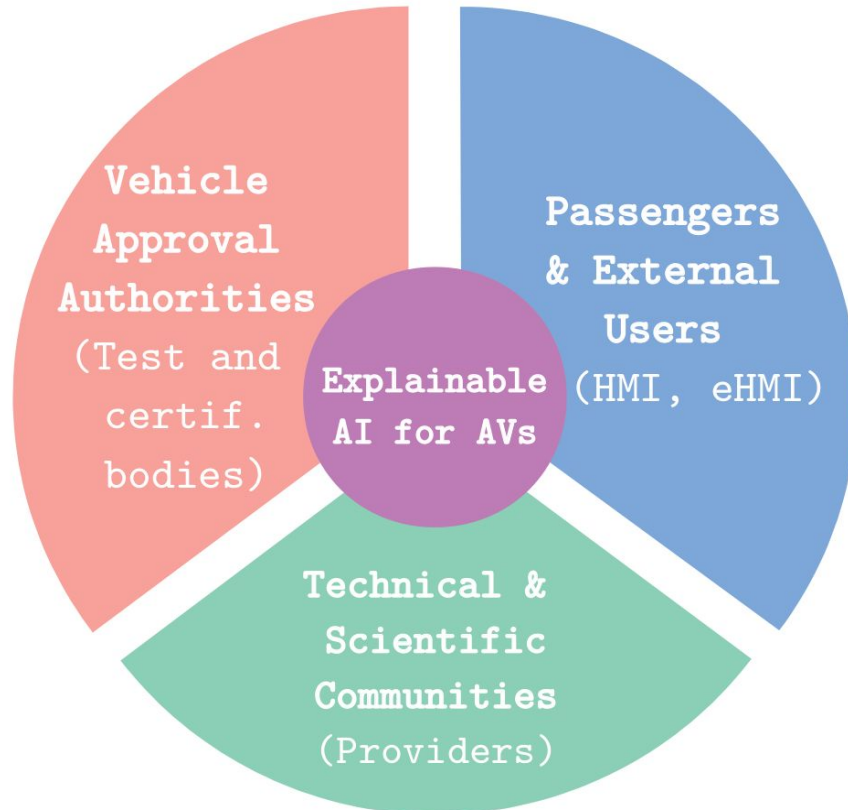 Vehicle
Approval
Authorities
(Test and
certif.
bodies)
Passengers
& External
Users
(HMI, eHMI)
Explainable
AI for AVs
Technical &
Scientific
Communities
(Providers)